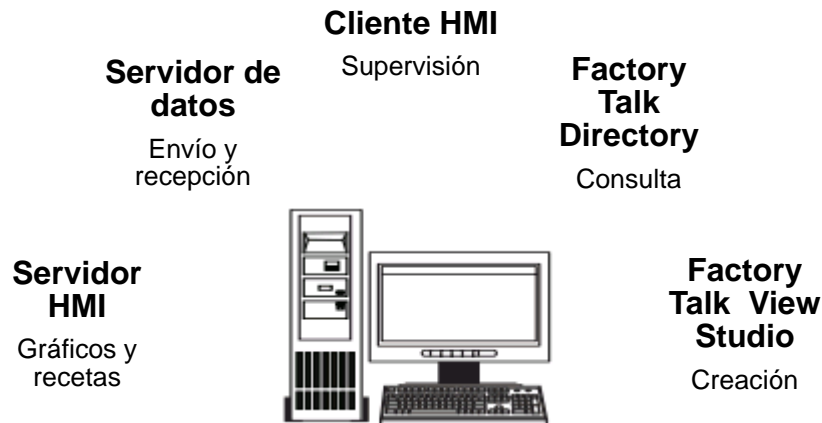 Cliente HMI
Supervisión
Servidor de
datos
Envío y
recepción
Factory
Talk
Directory
Consulta
Servidor
HMI
Gráficos y
recetas
Factory
Talk View
Studio
Creación